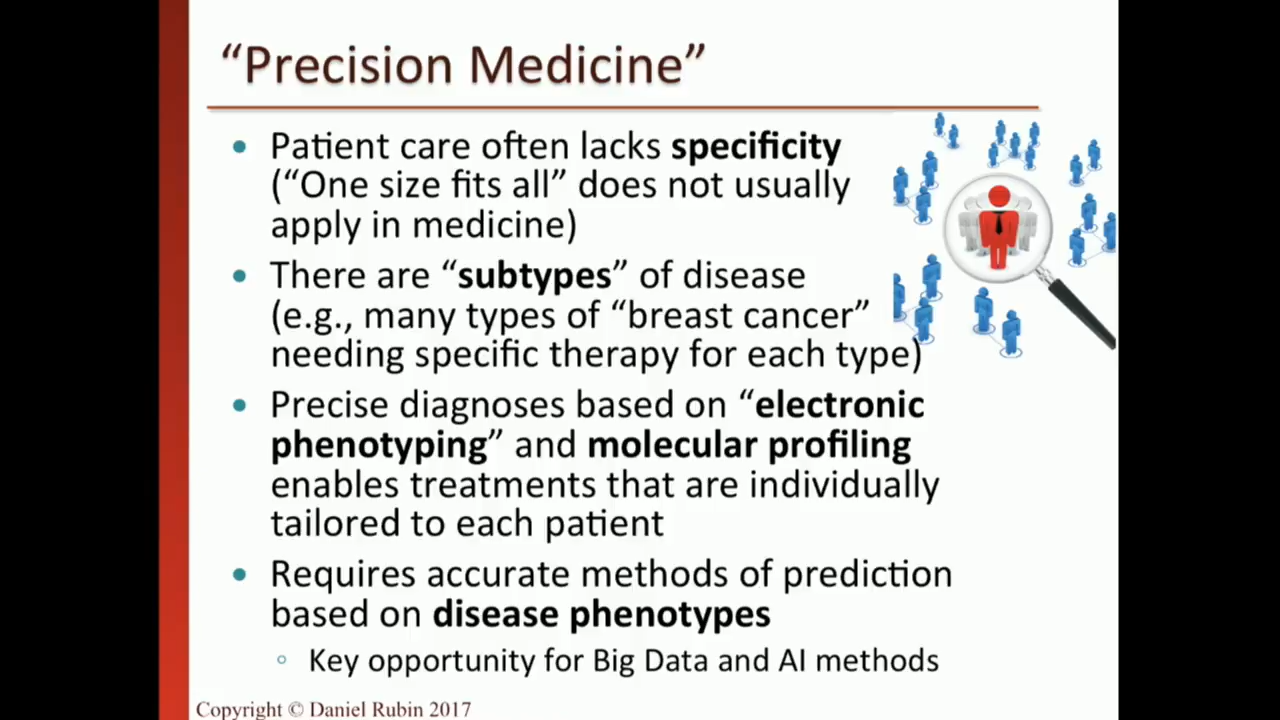 “Precision Medicine”
• Patient care often lacks specificity
(“One size fits all” does not usually
apply in medicine)
• There are “subtypes” of disease
(e.g., many types of “breast cancer”
needing specific therapy for each type)
• Precise diagnoses based on “electronic
phenotyping” and molecular profiling
enables treatments that are individually
tailored to each patient
• Requires accurate methods of prediction
based on disease phenotypes
◦ Key opportunity for Big Data and AI methods
Copyright © Daniel Rubin 2017